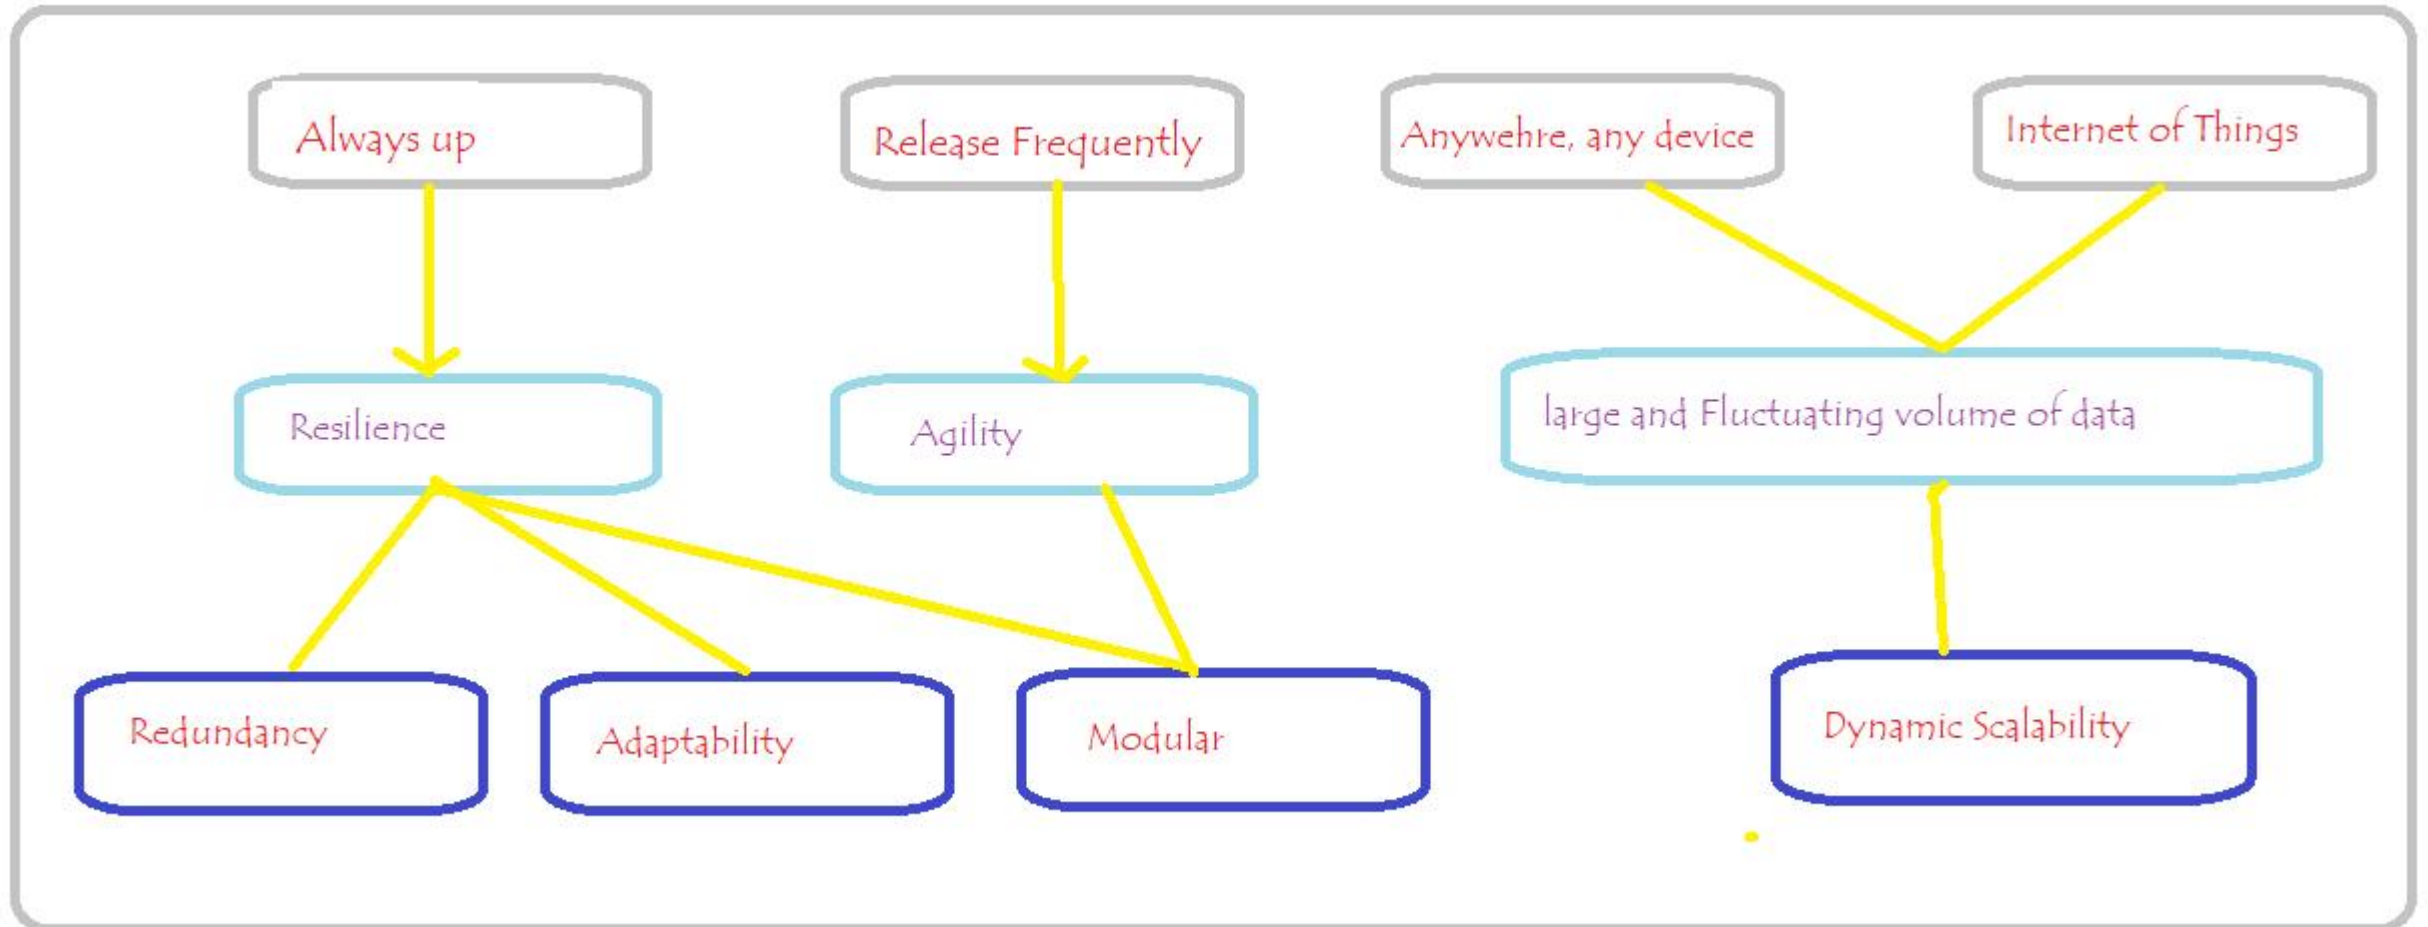 Always up
Release Frequently
Anywehre, any device
Internet of Things
Resilience
Agility
large and Fluctuating volume of data
Redundancy
Adaptability
Modular
Dynamic Scalability